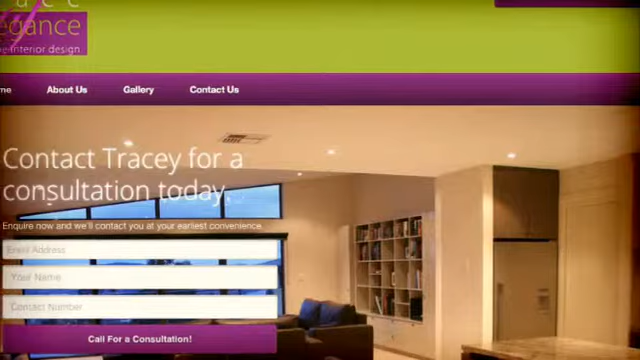 egance
interior design.
About Us
Gallery
Contact Us
Contact Tracey for a
consultation today.
Enquire now and we'll contact you at your earliest convenience.
Email Address
Your Name
Contact Number
Call For a Consultation!